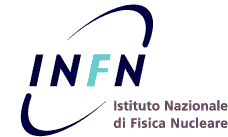 INFN
Istituto Nazionale
di Fisica Nucleare